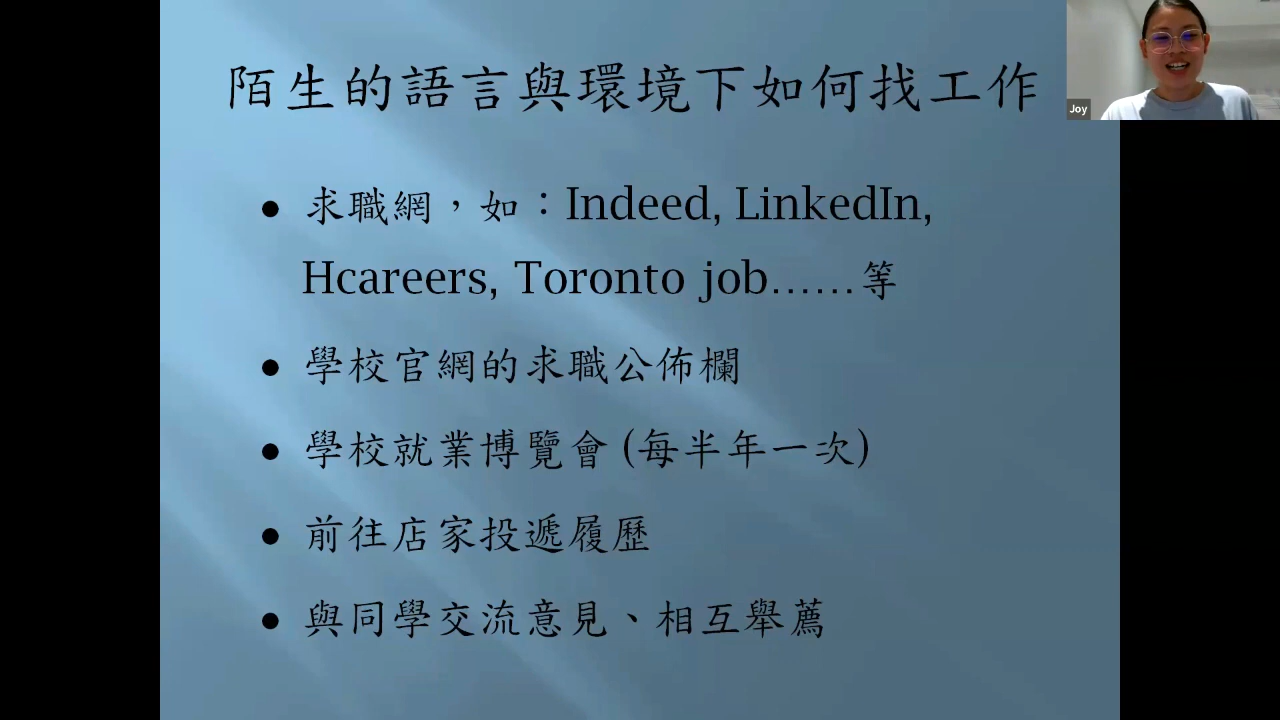 陌生的語言與環境下如何找工作
Joy
● 求職網，如：Indeed, LinkedIn,
Hcareers, Toronto job……等
● 學校官網的求職公佈欄
● 學校就業博覽會 (每半年一次)
● 前往店家投遞履歷
● 與同學交流意見、相互舉薦